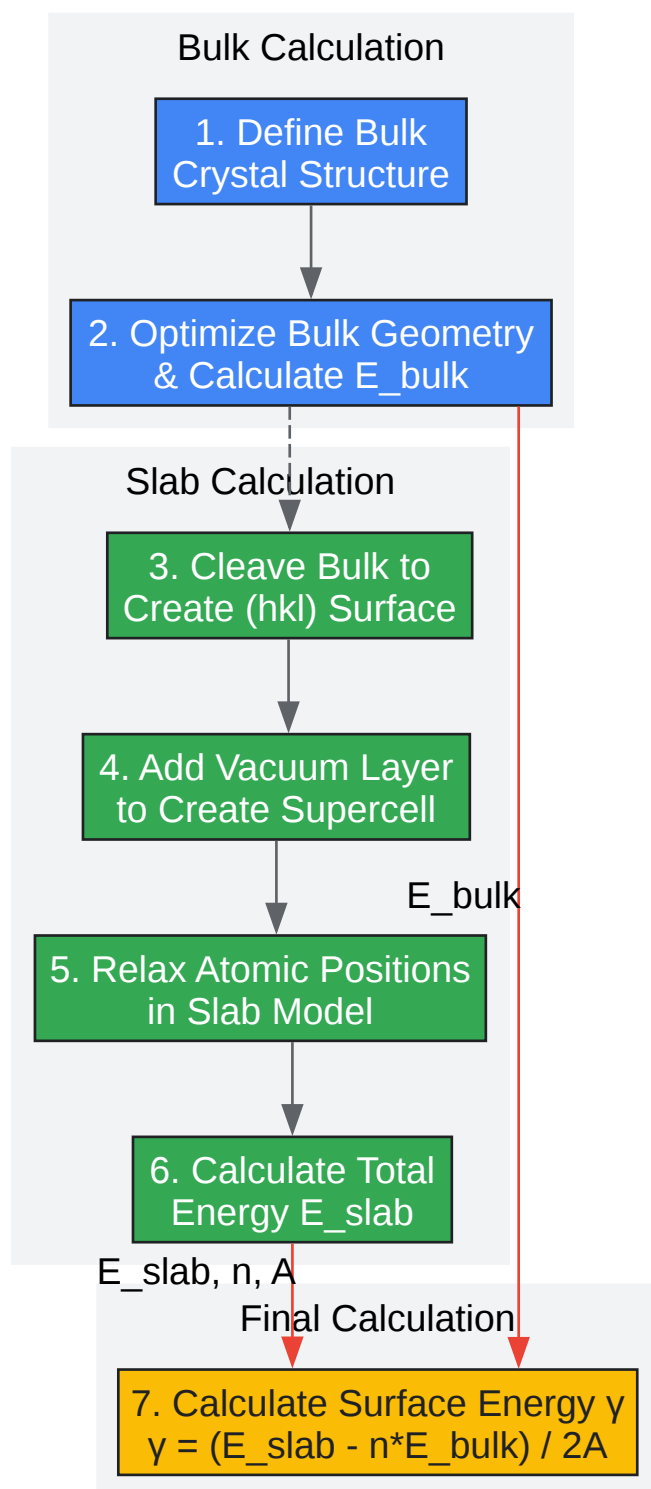 Bulk Calculation
1. Define Bulk
Crystal Structure
2. Optimize Bulk Geometry
& Calculate E_bulk
Slab Calculation
3. Cleave Bulk to
Create (hkl) Surface
4. Add Vacuum Layer
to Create Supercell
E_bulk
5. Relax Atomic Positions
in Slab Model
6. Calculate Total
Energy E_slab
E_slab, n, A
Final Calculation
7. Calculate Surface Energy γ
γ = (E_slab - n*E_bulk) / 2A